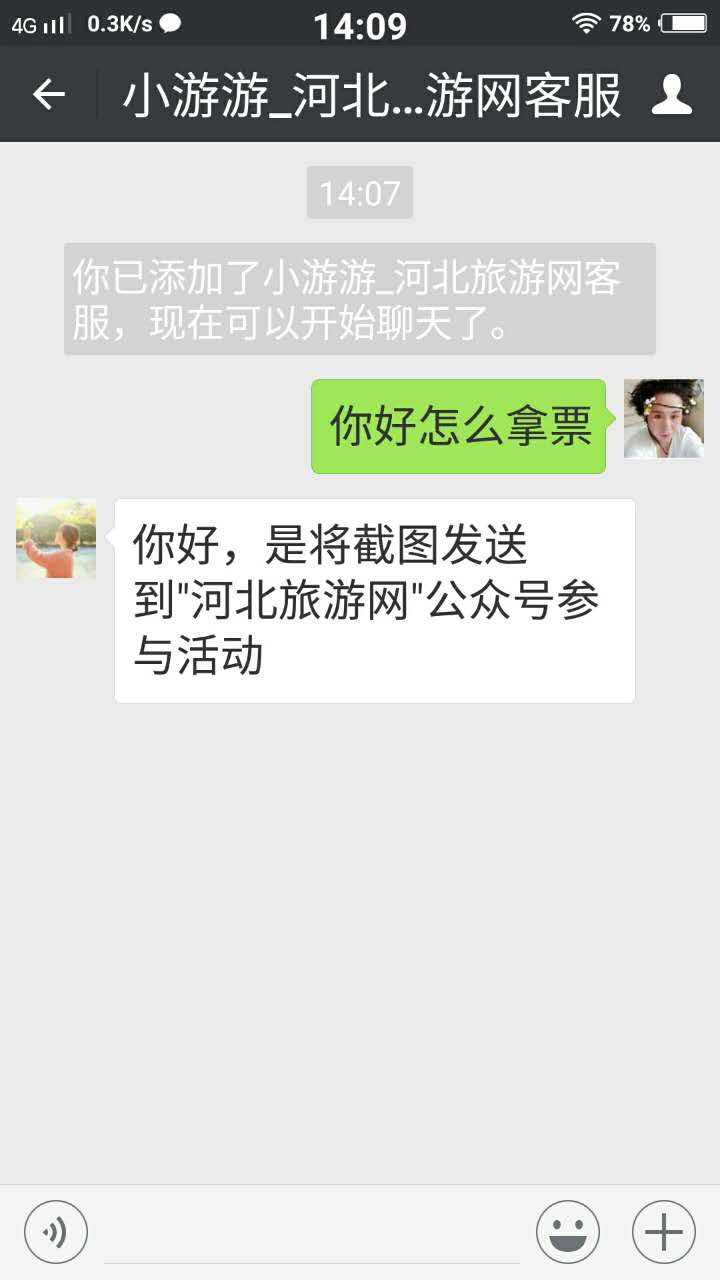 4G 0.3K/s 14:09 78%
小游游_河北...游网客服
14:07
你已添加了小游游_河北旅游网客
服，现在可以开始聊天了。
你好怎么拿票
你好，是将截图发送
到"河北旅游网"公众号参
与活动